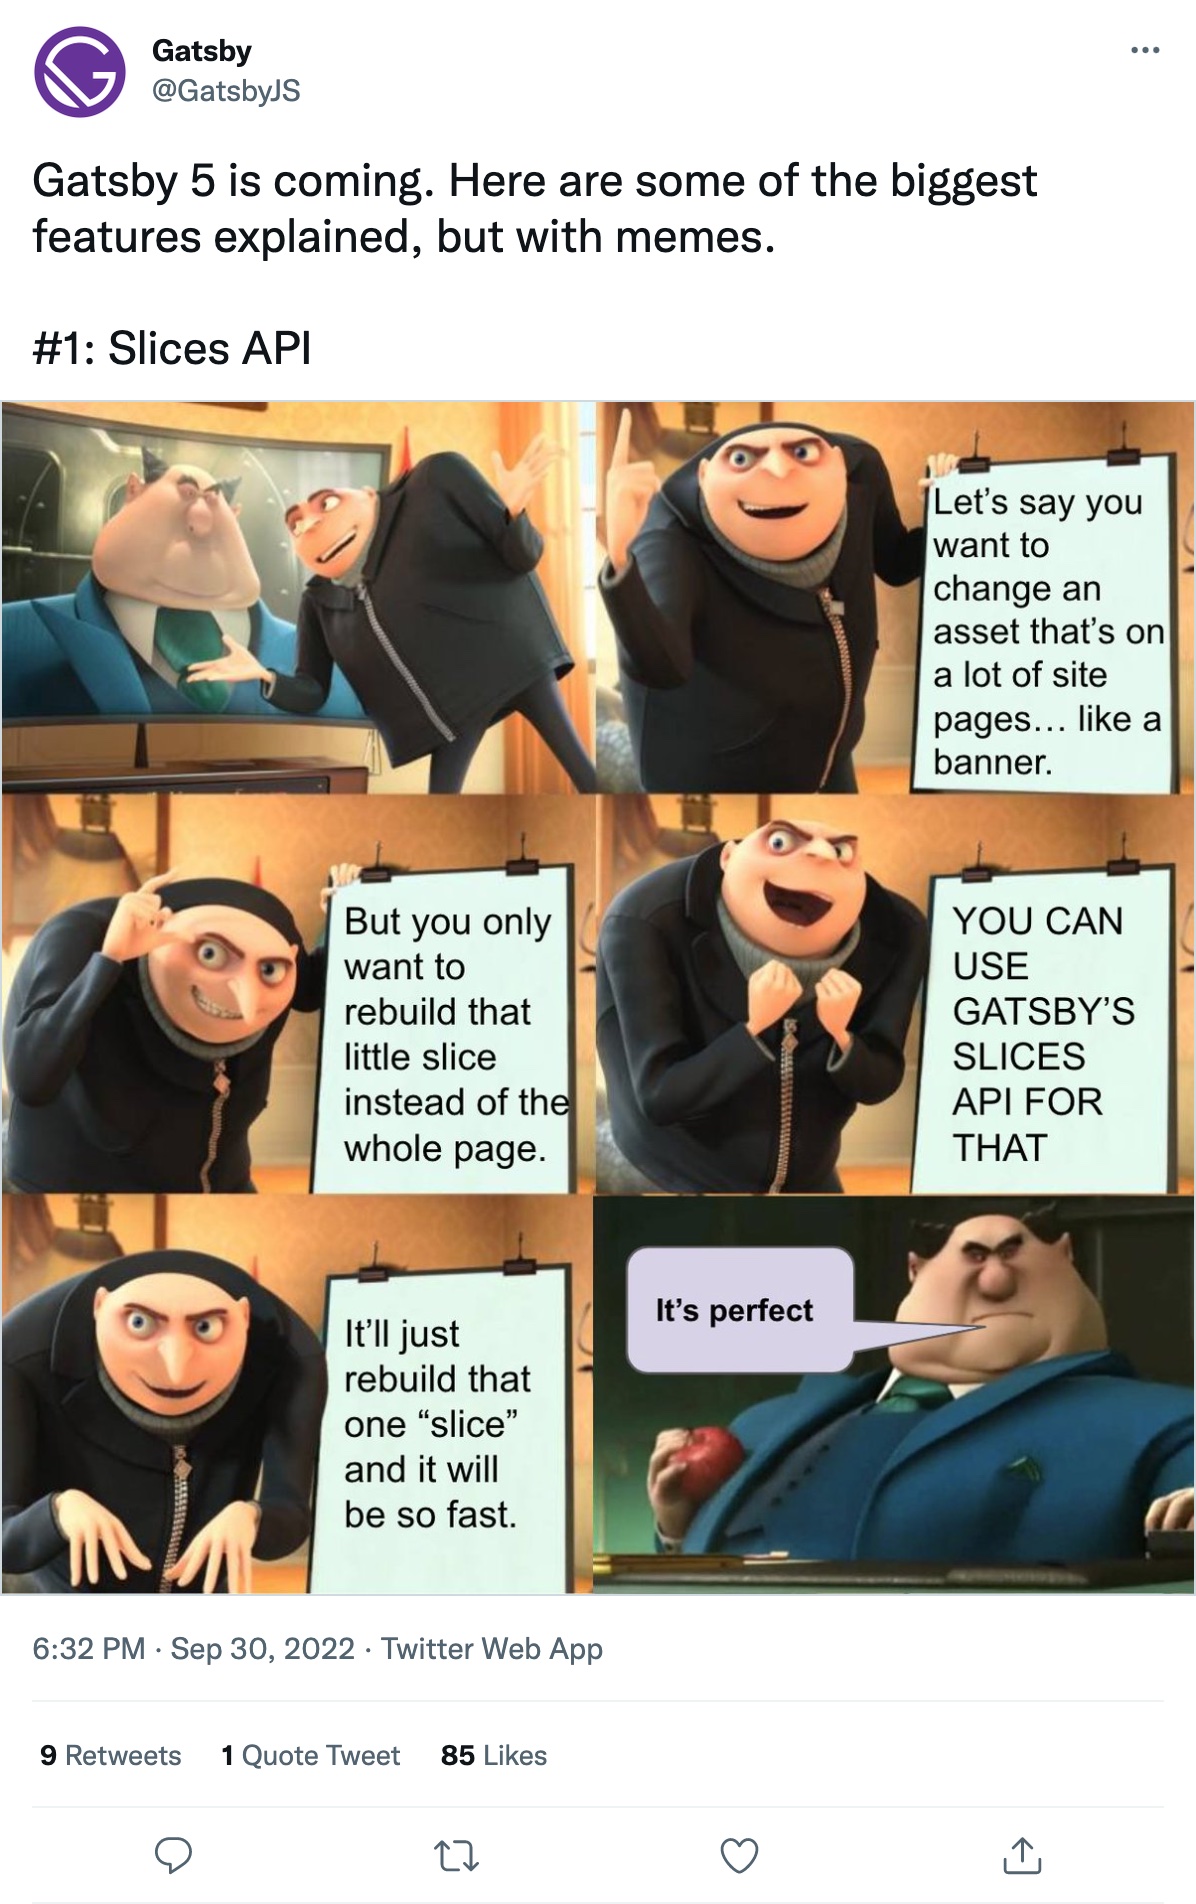 Gatsby
@GatsbyJS
Gatsby 5 is coming. Here are some of the biggest
features explained, but with memes.
#1: Slices API
Let's say you
want to
change an
asset that's on
a lot of site
pages... like a
banner.
But you only
want to
rebuild that
little slice
instead of the
whole page.
YOU CAN
USE
GATSBY'S
SLICES
API FOR
THAT
It'll just
rebuild that
one “slice”
and it will
be so fast.
It's perfect
6:32 PM · Sep 30, 2022 · Twitter Web App
9 Retweets 1 Quote Tweet 85 Likes